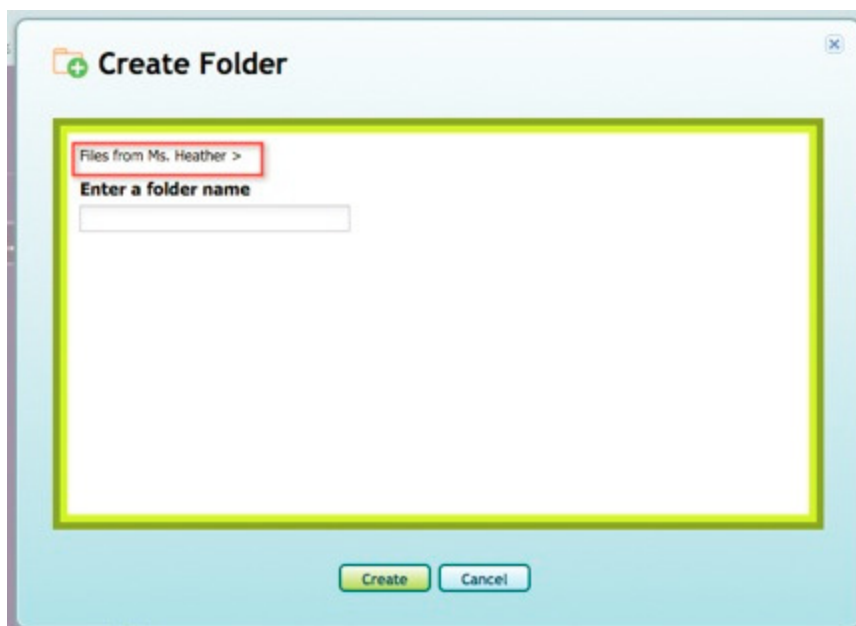 Create Folder
Files from Ms. Heather >
Enter a folder name
Create
Cancel